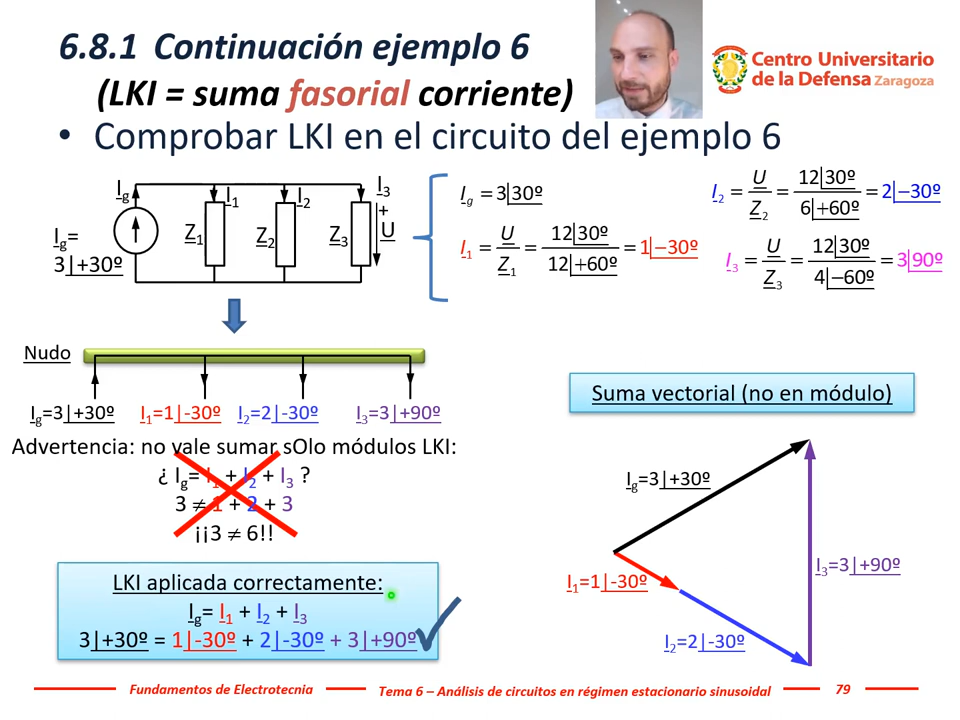 6.8.1 Continuación ejemplo 6
(LKI = suma fasorial corriente)
Centro Universitario
de la Defensa Zaragoza
• Comprobar LKI en el circuito del ejemplo 6
I_g
I_1
I_2
I_3
+
U
Z_1
Z_2
Z_3
I_g=
3|+30º
I_g = 3|30º
I_1 = U/Z_1 = 12|30º/12|+60º = 1|−30º
I_2 = U/Z_2 = 12|30º/6|+60º = 2|−30º
I_3 = U/Z_3 = 12|30º/4|−60º = 3|90º
Nudo
I_g=3|+30º I_1=1|-30º I_2=2|-30º I_3=3|+90º
Advertencia: no vale sumar sOlo módulos LKI:
¿ I_g= I_1 + I_2 + I_3 ?
3 ≠ 1 + 2 + 3
¡¡3 ≠ 6!!
LKI aplicada correctamente:
I_g= I_1 + I_2 + I_3
3|+30º = 1|-30º + 2|-30º + 3|+90º
Suma vectorial (no en módulo)
I_g=3|+30º
I_1=1|-30º
I_2=2|-30º
I_3=3|+90º
Fundamentos de Electrotecnia
Tema 6 – Análisis de circuitos en régimen estacionario sinusoidal
79